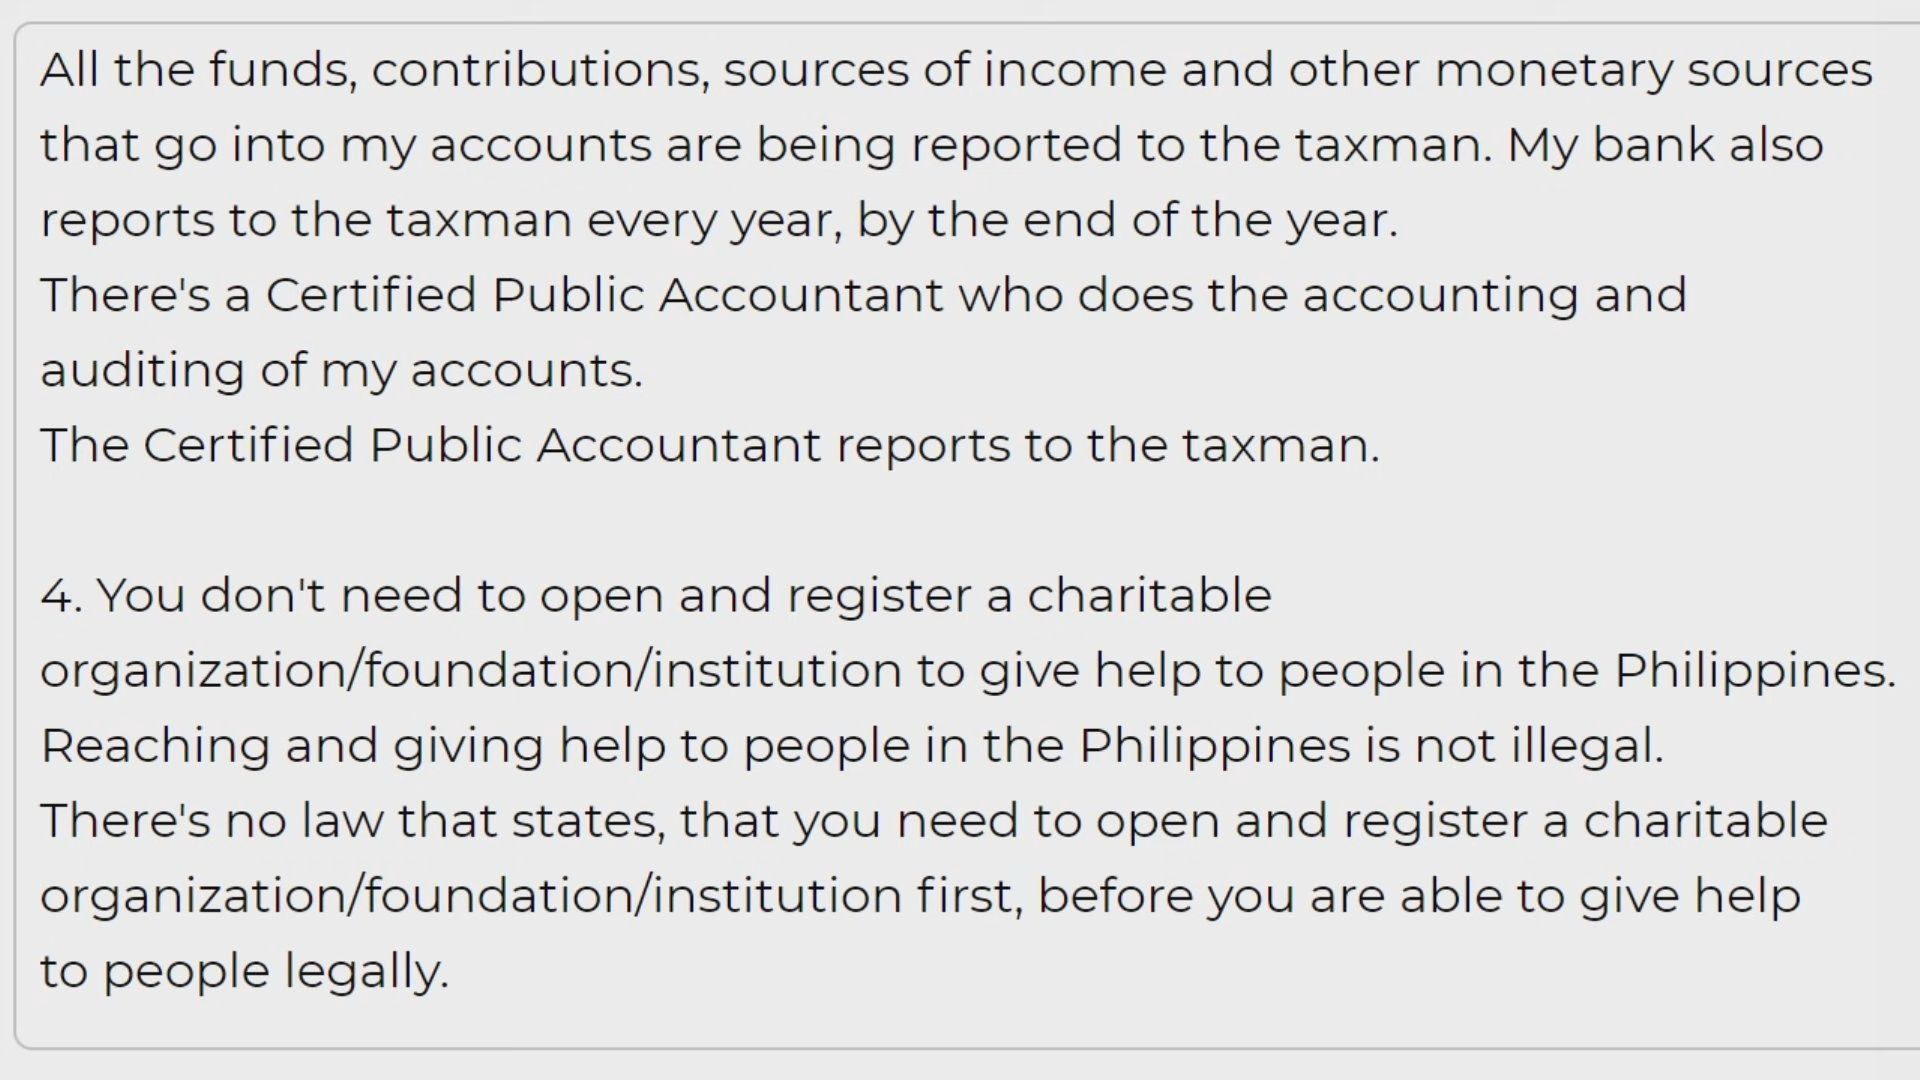 All the funds, contributions, sources of income and other monetary sources
that go into my accounts are being reported to the taxman. My bank also
reports to the taxman every year, by the end of the year.
There's a Certified Public Accountant who does the accounting and
auditing of my accounts.
The Certified Public Accountant reports to the taxman.
4. You don't need to open and register a charitable
organization/foundation/institution to give help to people in the Philippines.
Reaching and giving help to people in the Philippines is not illegal.
There's no law that states, that you need to open and register a charitable
organization/foundation/institution first, before you are able to give help
to people legally.